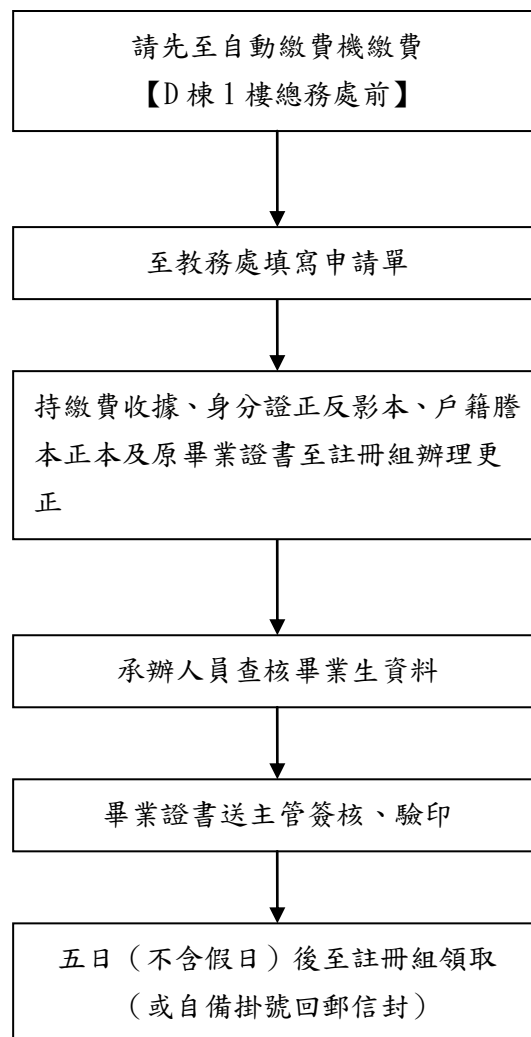 請先至自動繳費機繳費
【D棟1樓總務處前】
至教務處填寫申請單
持繳費收據、身分證正反影本、戶籍謄
本正本及原畢業證書至註冊組辦理更
正
承辦人員查核畢業生資料
畢業證書送主管簽核、驗印
五日（不含假日）後至註冊組領取
（或自備掛號回郵信封）